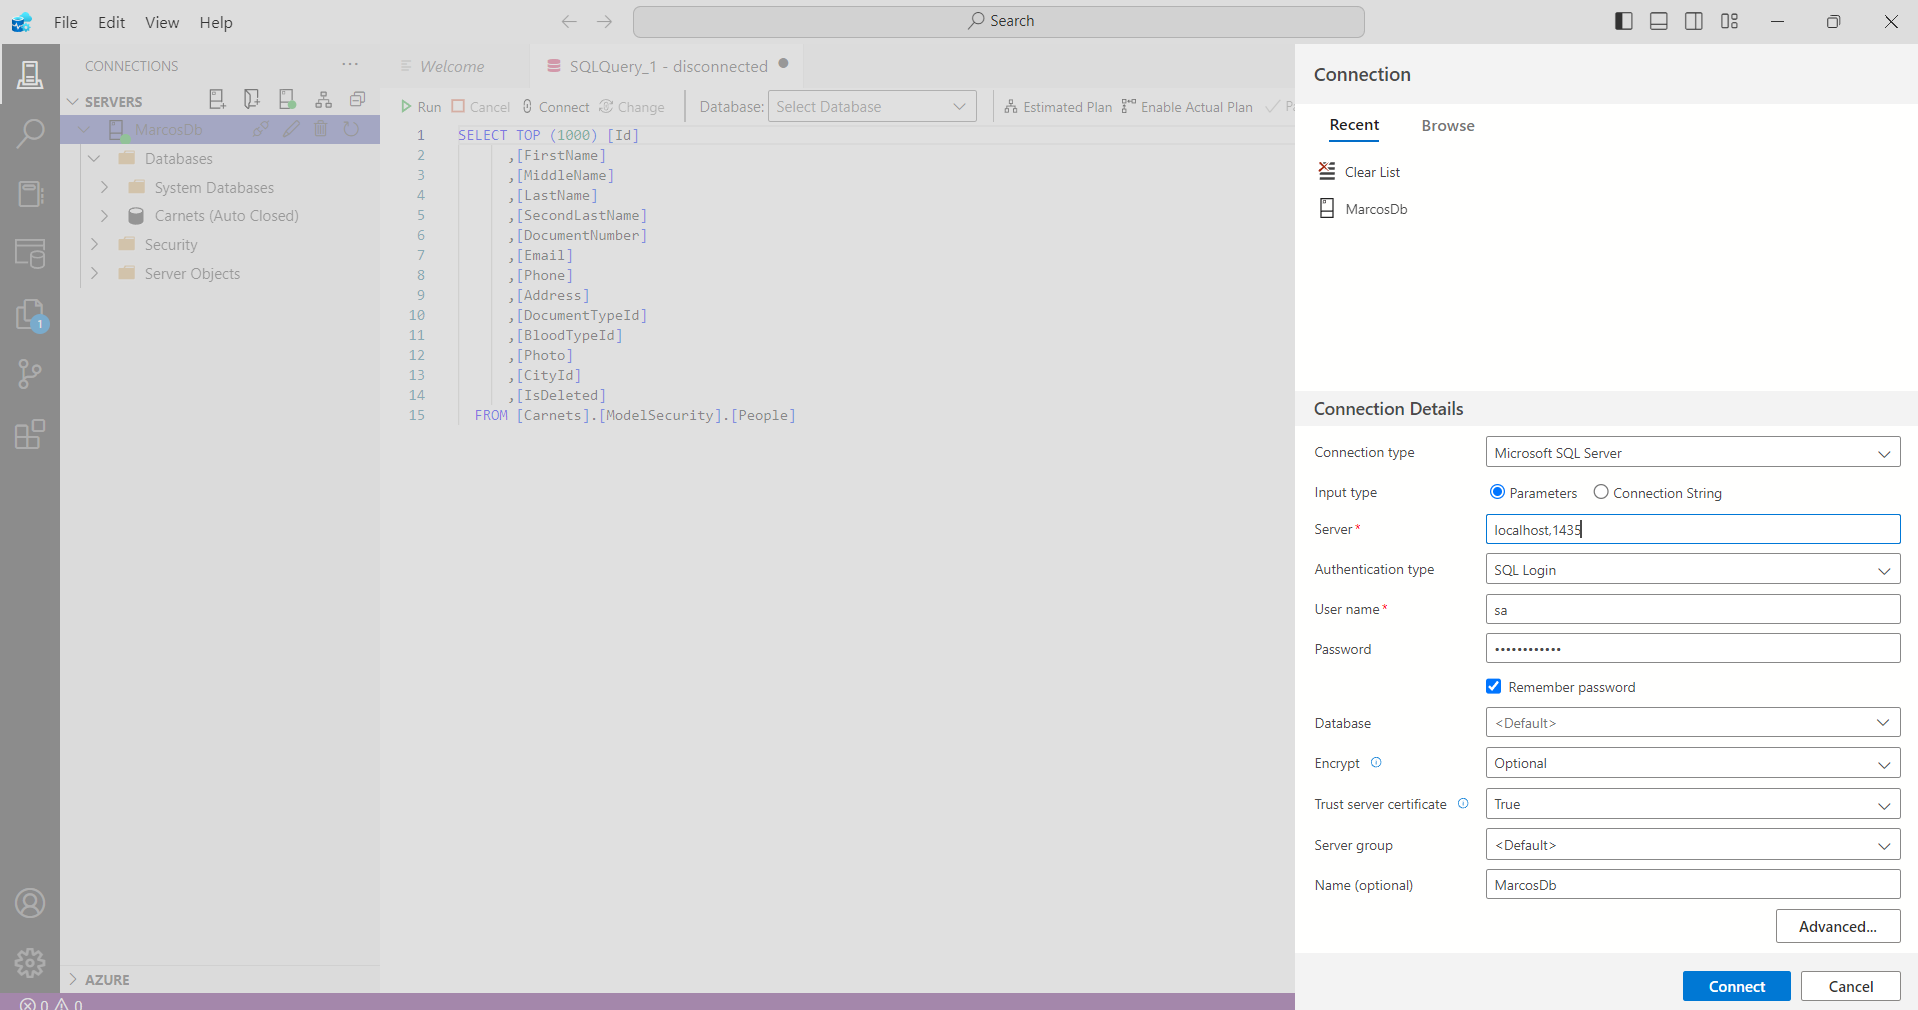 File Edit View Help
Search
CONNECTIONS
SERVERS
MarcosDb
Databases
System Databases
Carnets (Auto Closed)
Security
Server Objects
AZURE
1
0 0
Welcome
SQLQuery_1 - disconnected
Run Cancel Connect Change Database: Select Database Estimated Plan Enable Actual Plan
1 SELECT TOP (1000) [Id]
2 ,[FirstName]
3 ,[MiddleName]
4 ,[LastName]
5 ,[SecondLastName]
6 ,[DocumentNumber]
7 ,[Email]
8 ,[Phone]
9 ,[Address]
10 ,[DocumentTypeId]
11 ,[BloodTypeId]
12 ,[Photo]
13 ,[CityId]
14 ,[IsDeleted]
15 FROM [Carnets].[ModelSecurity].[People]
Connection
Recent Browse
Clear List
MarcosDb
Connection Details
Connection type Microsoft SQL Server
Input type Parameters Connection String
Server* localhost,1435
Authentication type SQL Login
User name* sa
Password ••••••••••••
Remember password
Database <Default>
Encrypt Optional
Trust server certificate True
Server group <Default>
Name (optional) MarcosDb
Advanced...
Connect Cancel